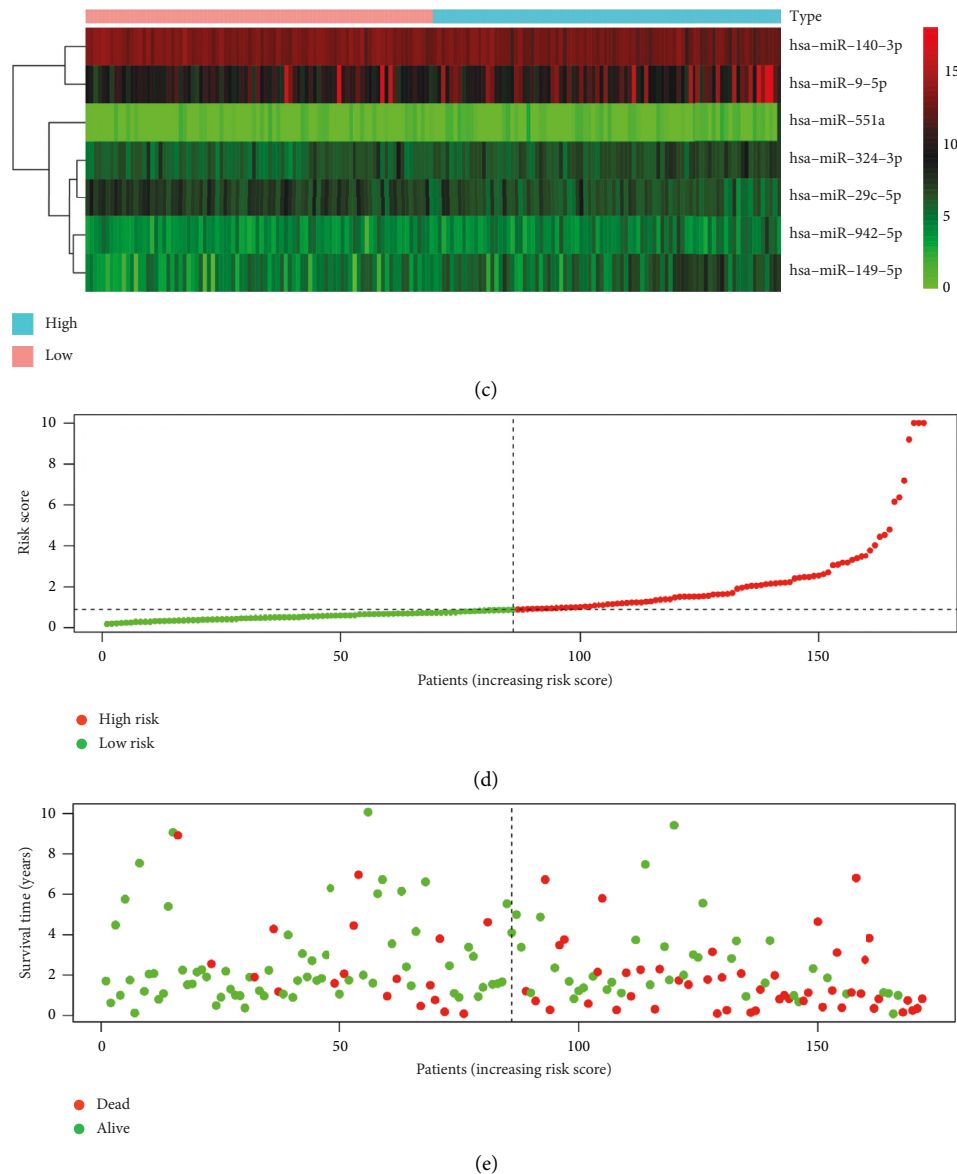 Type
hsa–miR–140–3p
hsa–miR–9–5p
hsa–miR–551a
hsa–miR–324–3p
hsa–miR–29c–5p
hsa–miR–942–5p
hsa–miR–149–5p
15
10
5
0
High
Low
(c)
Risk score
10
8
6
4
2
0
0 50 100 150
Patients (increasing risk score)
High risk
Low risk
(d)
Survival time (years)
10
8
6
4
2
0
0 50 100 150
Patients (increasing risk score)
Dead
Alive
(e)